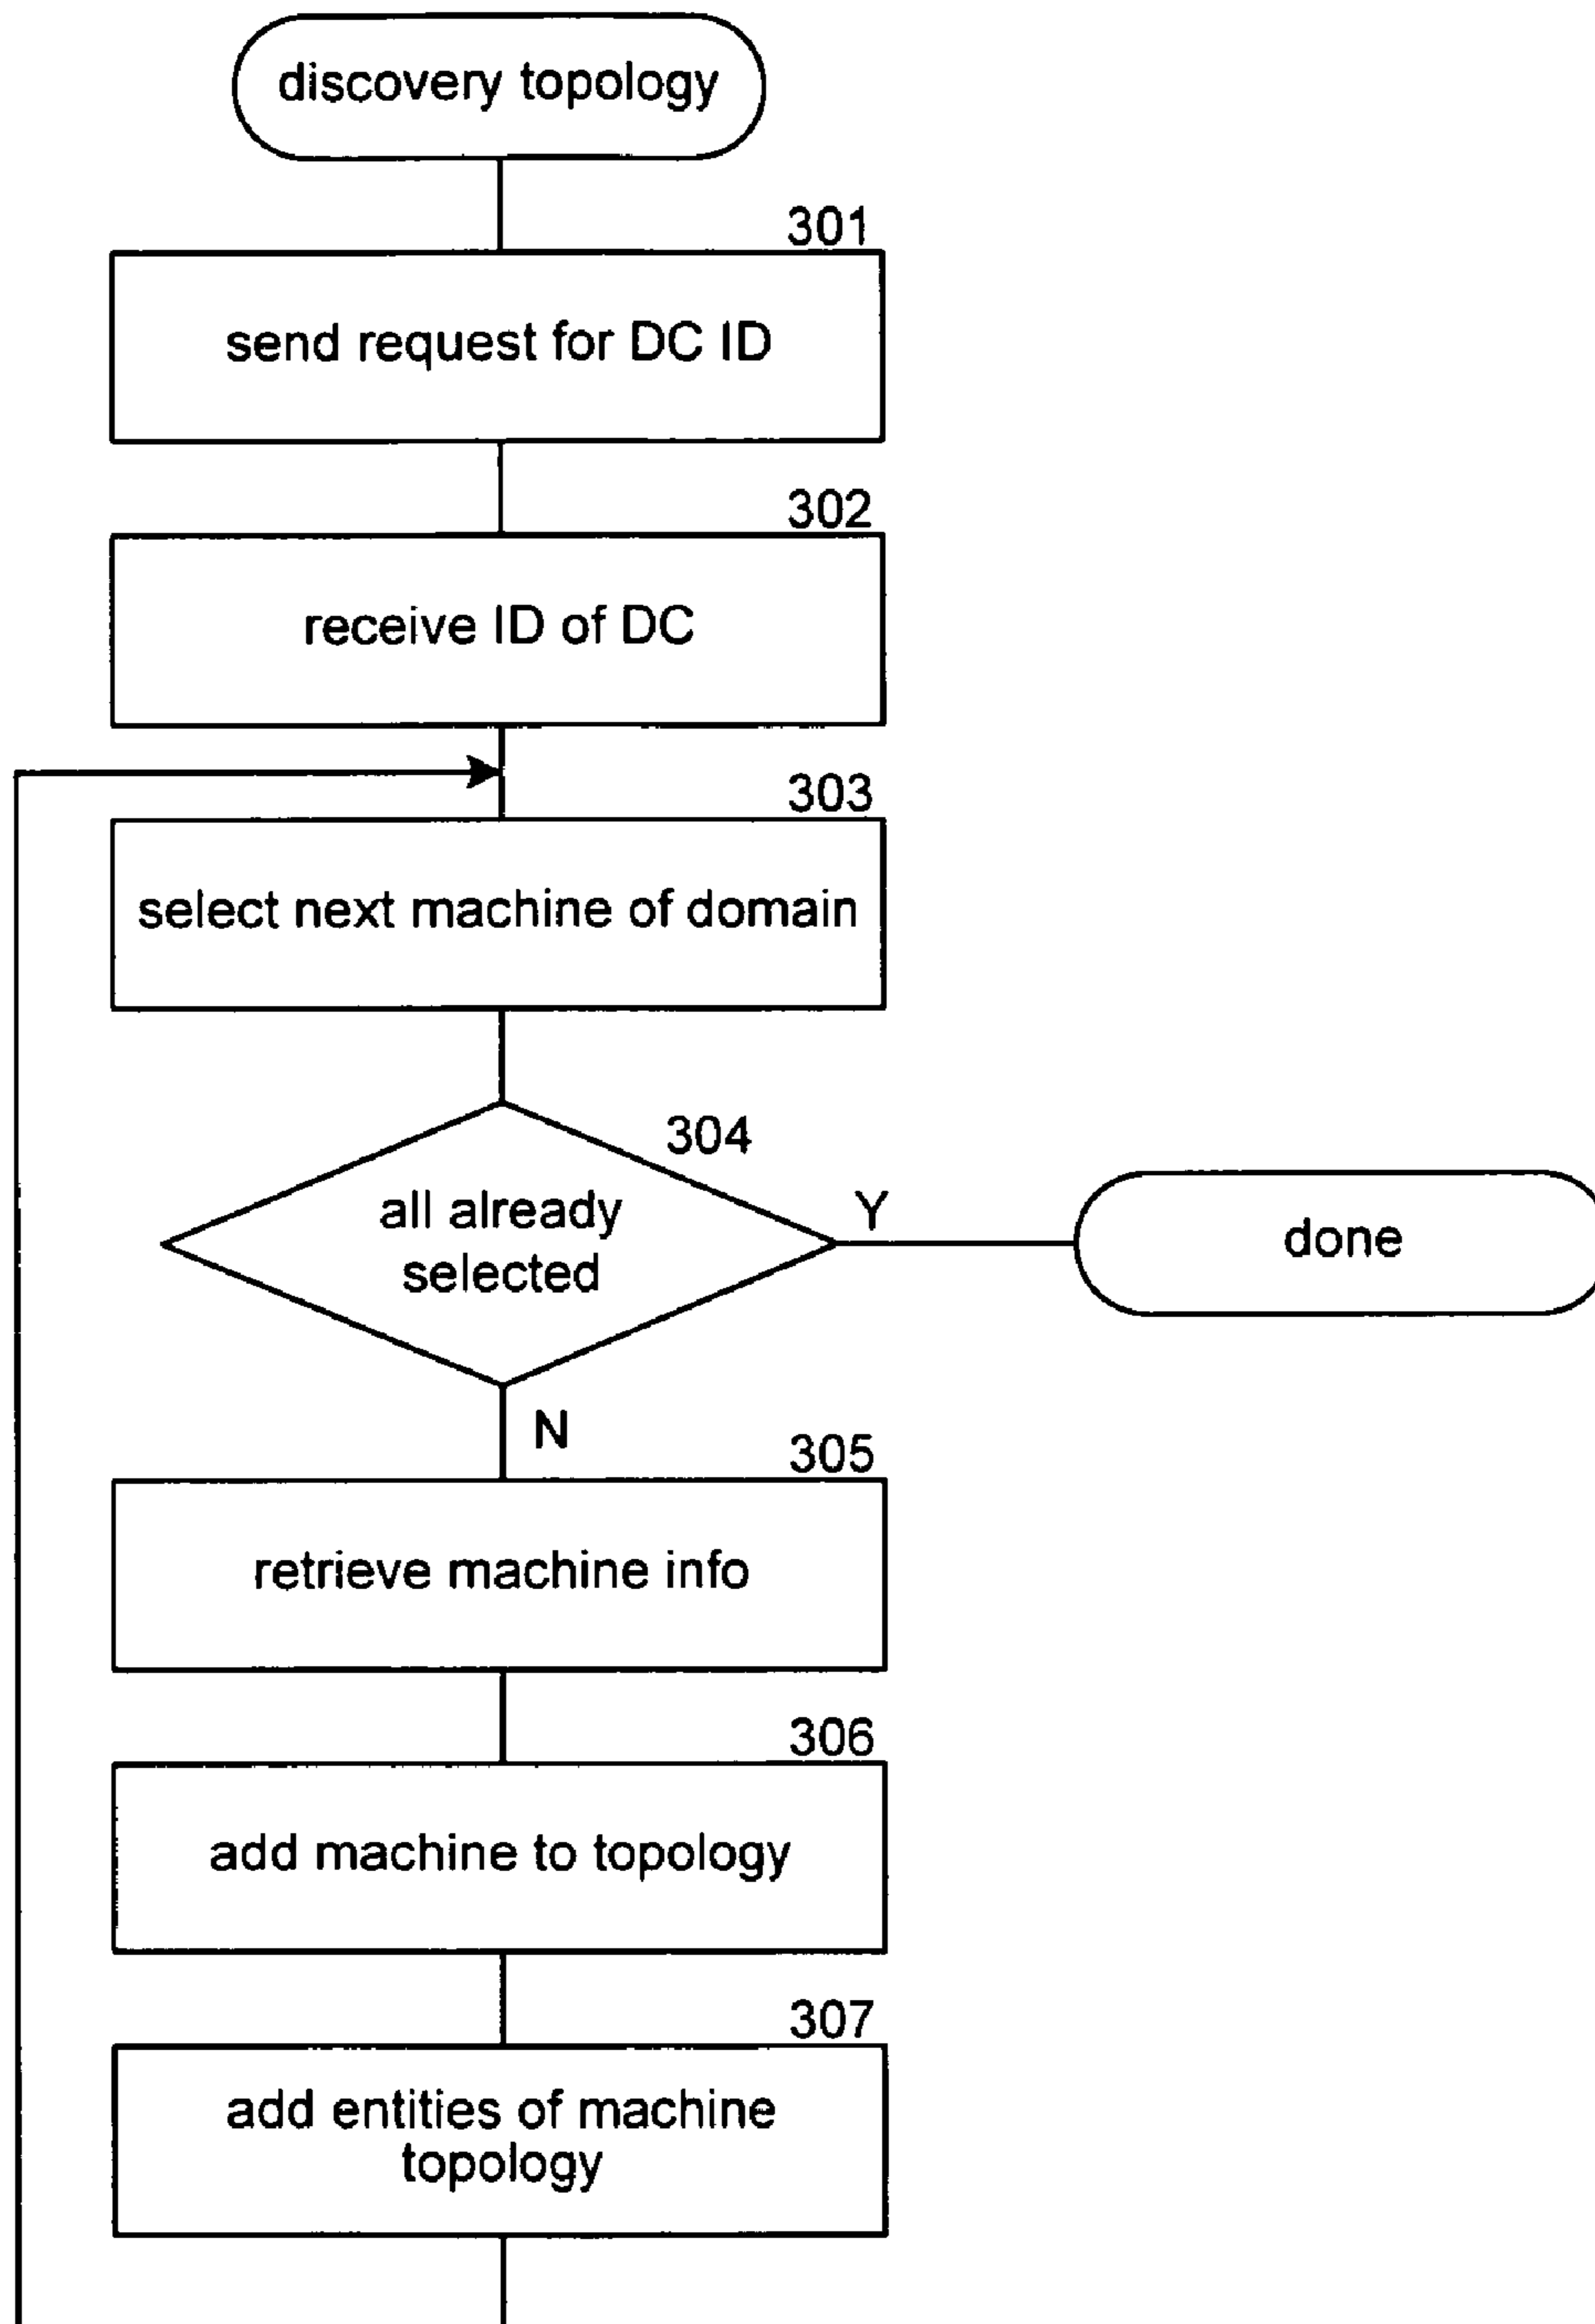 discovery topology
301
send request for DC ID
302
receive ID of DC
303
select next machine of domain
304
all already
selected
Y
done
N
305
retrieve machine info
306
add machine to topology
307
add entities of machine
topology